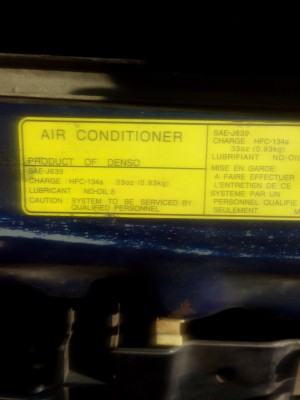 AIR CONDITIONER
PRODUCT OF DENSO
SAE-J639
CHARGE HFC-134a 33oz (0.93kg)
LUBRICANT ND-OIL 8
CAUTION SYSTEM TO BE SERVICED BY
QUALIFIED PERSONNEL
SAE-J639
CHARGE HFC-134a
33oz (0.93kg)
LUBRIFIANT ND-OIL
MISE EN GARDE:
A FAIRE EFFECTUER
L'ENTRETIEN DE CE
SYSTEME PAR UN
PERSONNEL QUALIFIE
SEULEMENT